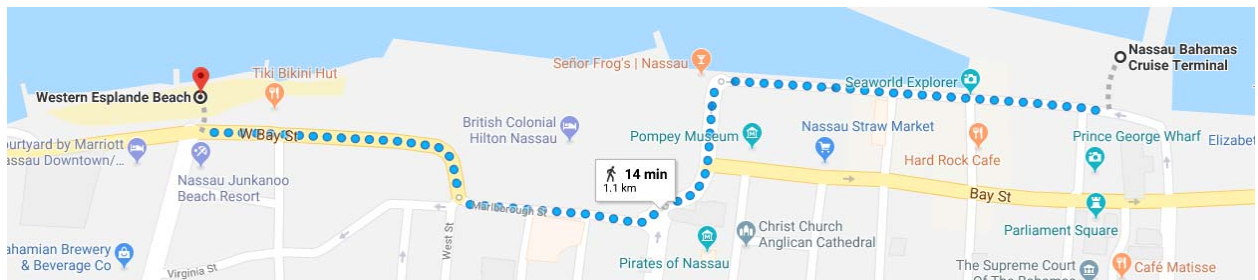 Nassau Bahamas
Cruise Terminal
Señor Frog's | Nassau
Tiki Bikini Hut
Seaworld Explorer
Western Esplande Beach
British Colonial
Hilton Nassau
Pompey Museum
Nassau Straw Market
W Bay St
Prince George Wharf
Hard Rock Cafe
ourtyard by Marriott
assau Downtown/...
Nassau Junkanoo
Beach Resort
14 min
1.1 km
Bay St
Marlborough St
West St
Christ Church
Anglican Cathedral
Parliament Square
Pirates of Nassau
ahamian Brewery
& Beverage Co
Virginia St
The Supreme Court
Of The Bahamas
Café Matisse
Elizabet